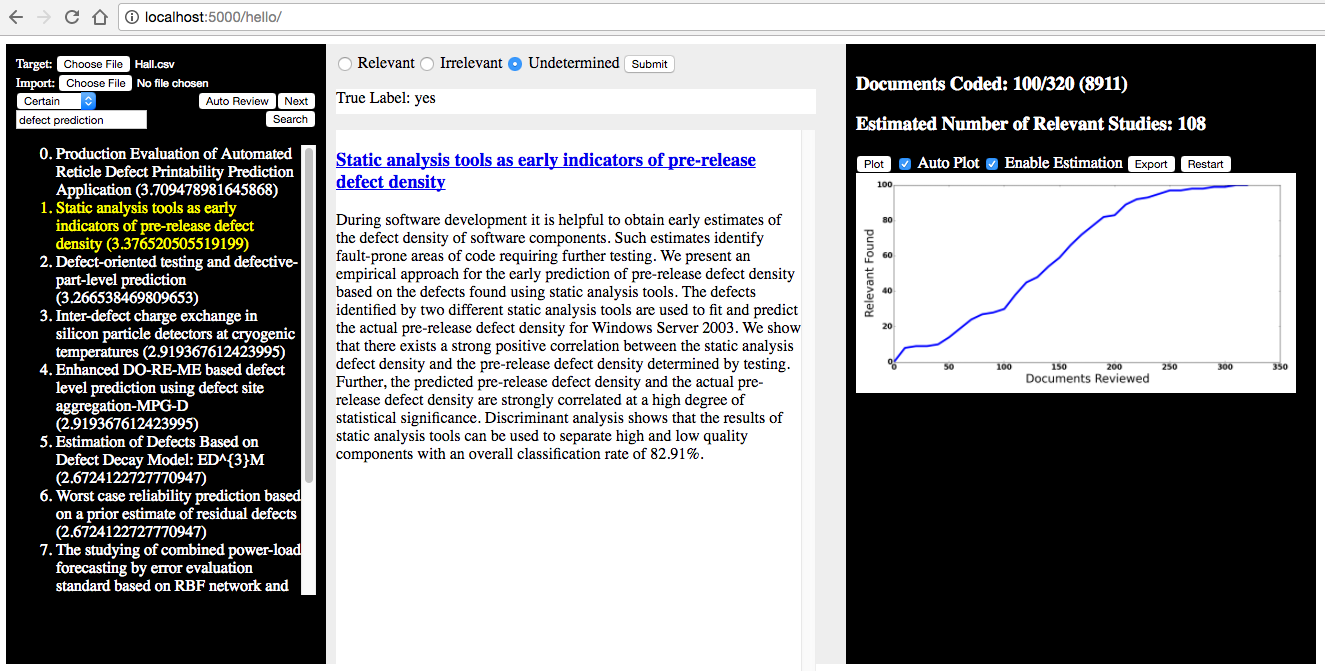 localhost:5000/hello/
Target: Choose File Hall.csv
Import: Choose File No file chosen
Certain Auto Review Next
defect prediction Search
0. Production Evaluation of Automated
Reticle Defect Printability Prediction
Application (3.709478981645868)
1. Static analysis tools as early
indicators of pre-release defect
density (3.376520505519199)
2. Defect-oriented testing and defective-
part-level prediction
(3.266538469809653)
3. Inter-defect charge exchange in
silicon particle detectors at cryogenic
temperatures (2.919367612423995)
4. Enhanced DO-RE-ME based defect
level prediction using defect site
aggregation-MPG-D
(2.919367612423995)
5. Estimation of Defects Based on
Defect Decay Model: ED^{3}M
(2.6724122727770947)
6. Worst case reliability prediction based
on a prior estimate of residual defects
(2.6724122727770947)
7. The studying of combined power-load
forecasting by error evaluation
standard based on RBF network and
Relevant Irrelevant Undetermined Submit
True Label: yes
Static analysis tools as early indicators of pre-release
defect density
During software development it is helpful to obtain early estimates of
the defect density of software components. Such estimates identify
fault-prone areas of code requiring further testing. We present an
empirical approach for the early prediction of pre-release defect density
based on the defects found using static analysis tools. The defects
identified by two different static analysis tools are used to fit and predict
the actual pre-release defect density for Windows Server 2003. We show
that there exists a strong positive correlation between the static analysis
defect density and the pre-release defect density determined by testing.
Further, the predicted pre-release defect density and the actual pre-
release defect density are strongly correlated at a high degree of
statistical significance. Discriminant analysis shows that the results of
static analysis tools can be used to separate high and low quality
components with an overall classification rate of 82.91%.
Documents Coded: 100/320 (8911)
Estimated Number of Relevant Studies: 108
Plot Auto Plot Enable Estimation Export Restart
100
80
60
40
20
0
Relevant Found
0 50 100 150 200 250 300 350
Documents Reviewed